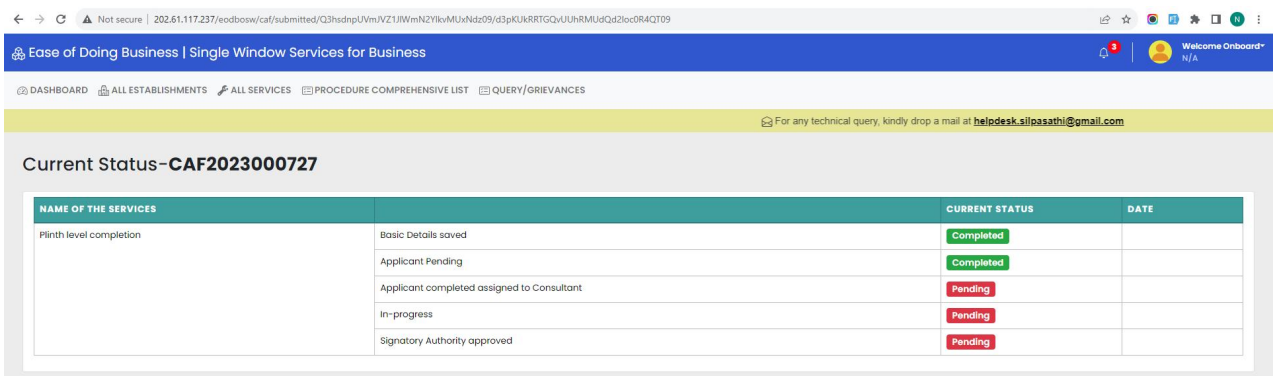 Not secure | 202.61.117.237/eodbosw/caf/submitted/Q3hsdnpUVmJVZ1JIWmN2YlkvMUxNdz09/d3pKUkRRTGQvUUhRMUdQd2loc0R4QT09
N
Ease of Doing Business | Single Window Services for Business
3
Welcome Onboard
N/A
DASHBOARD ALL ESTABLISHMENTS ALL SERVICES PROCEDURE COMPREHENSIVE LIST QUERY/GRIEVANCES
For any technical query, kindly drop a mail at helpdesk.silpasathi@gmail.com
Current Status-CAF2023000727
NAME OF THE SERVICES CURRENT STATUS DATE
Plinth level completion Basic Details saved Completed
Applicant Pending Completed
Applicant completed assigned to Consultant Pending
In-progress Pending
Signatory Authority approved Pending